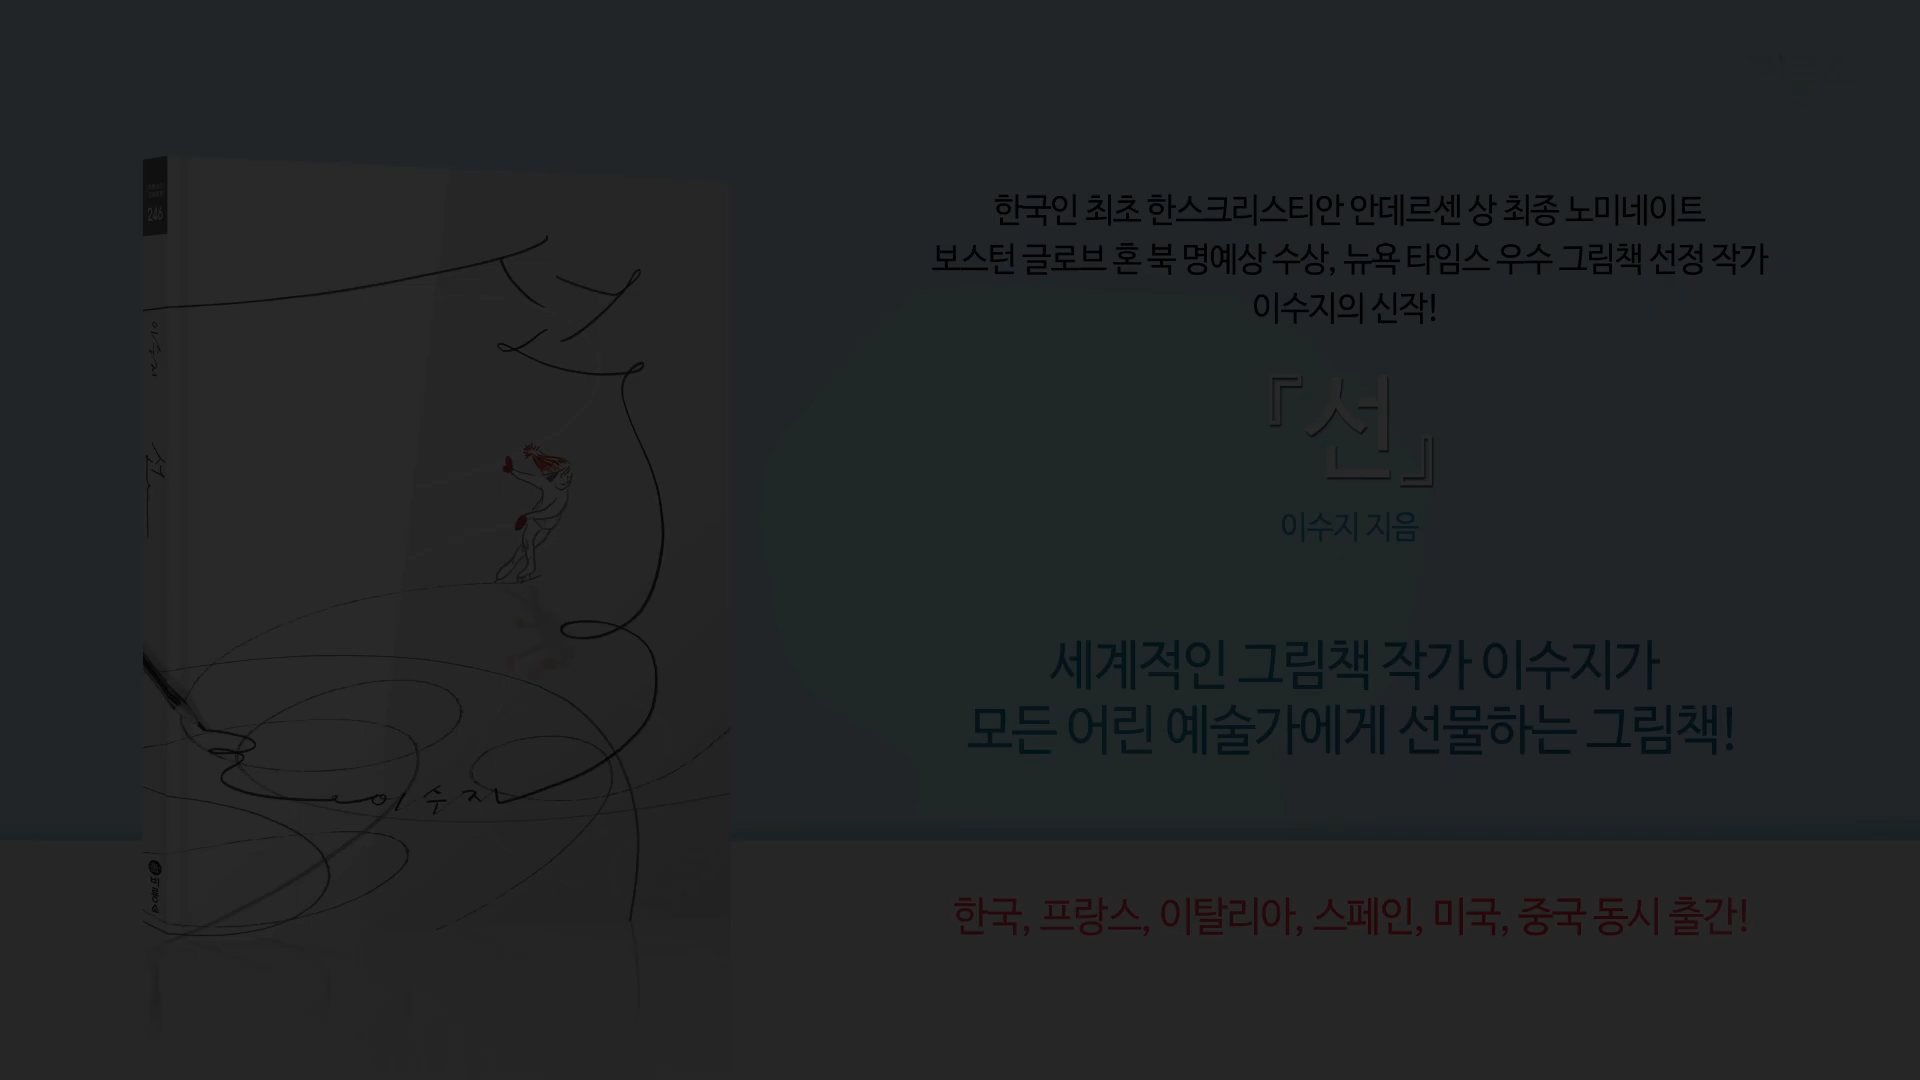 246
이수지
선
비룡소
이수지
한국인 최초 한스크리스티안 안데르센 상 최종 노미네이트
보스턴 글로브 혼 북 명예상 수상, 뉴욕 타임스 우수 그림책 선정 작가
이수지의 신작!
『선』
이수지 지음
세계적인 그림책 작가 이수지가
모든 어린 예술가에게 선물하는 그림책!
한국, 프랑스, 이탈리아, 스페인, 미국, 중국 동시 출간!